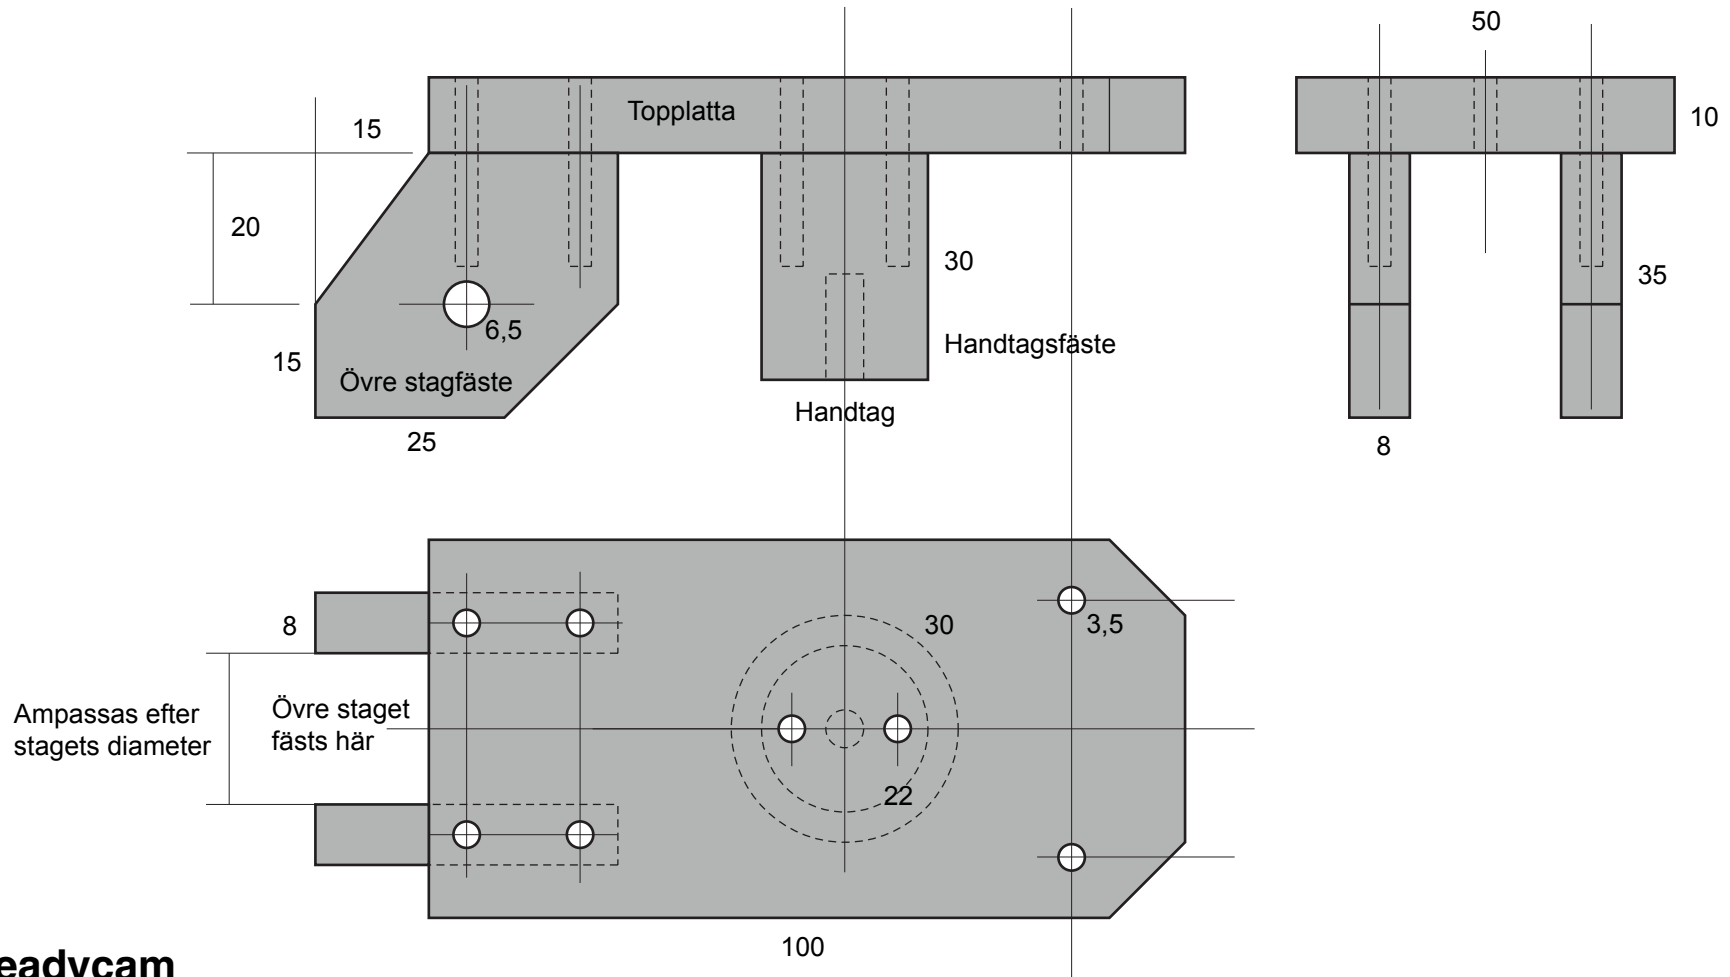 50
15
Topplatta
10
20
30
35
6,5
15
Övre stagfäste
Handtagsfäste
Handtag
25
8
8
30
3,5
Ampassas efter
stagets diameter
Övre staget
fästs här
22
100
eadycam